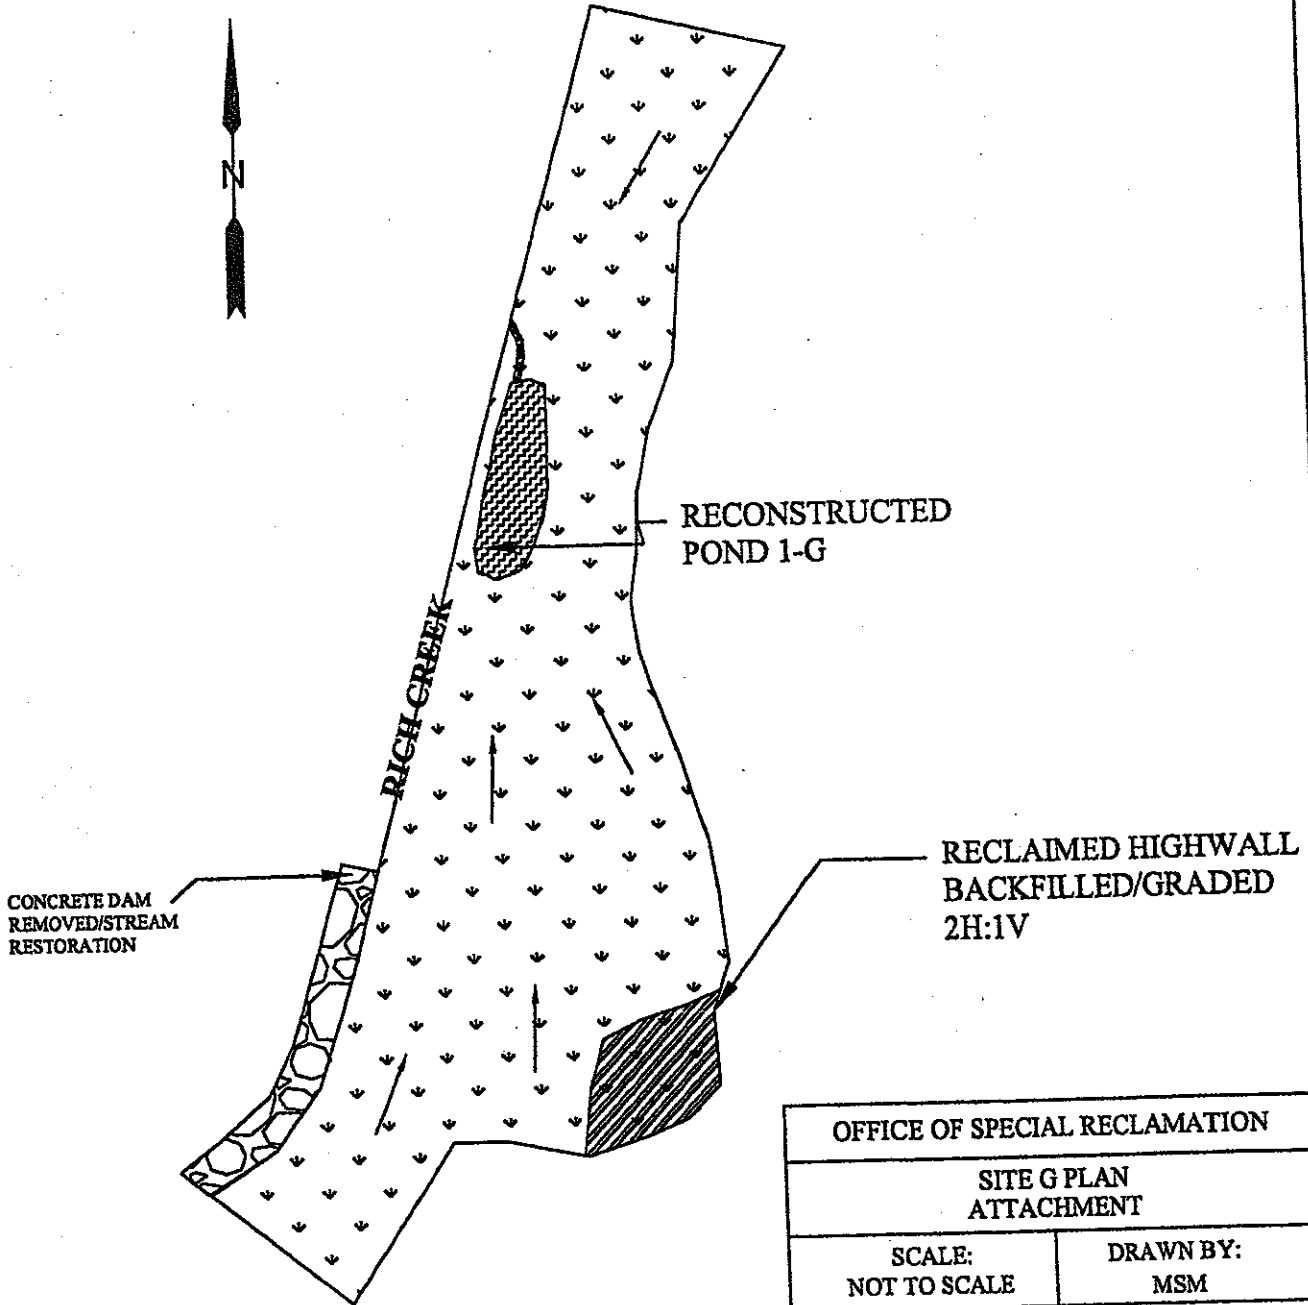 N
RECONSTRUCTED
POND 1-G
RICH CREEK
CONCRETE DAM
REMOVED/STREAM
RESTORATION
RECLAIMED HIGHWALL
BACKFILLED/GRADED
2H:1V
OFFICE OF SPECIAL RECLAMATION
SITE G PLAN
ATTACHMENT
SCALE:
NOT TO SCALE
DRAWN BY:
MSM